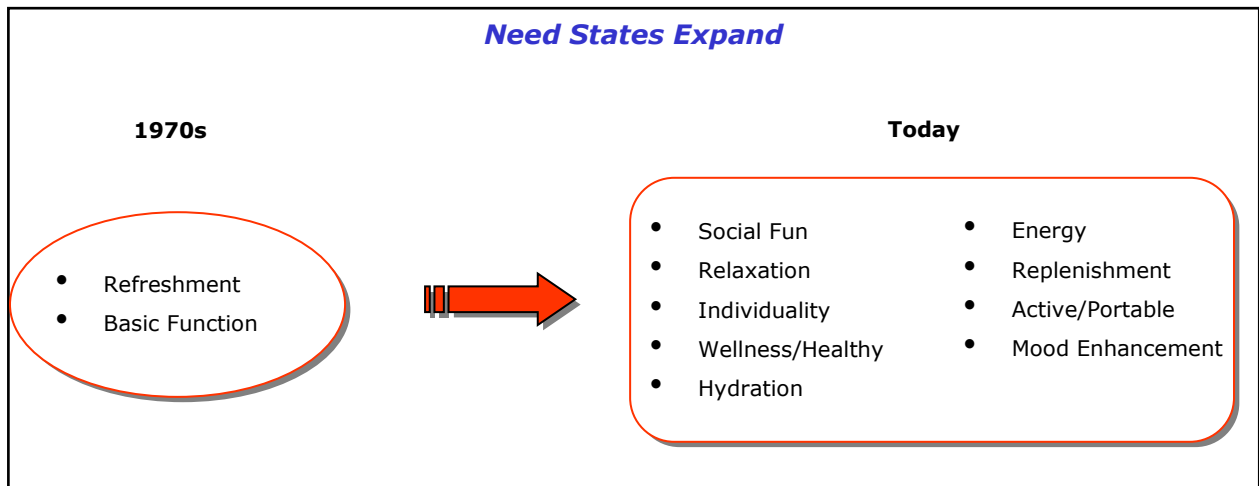 Need States Expand
1970s
• Refreshment
• Basic Function
Today
• Social Fun
• Relaxation
• Individuality
• Wellness/Healthy
• Hydration
• Energy
• Replenishment
• Active/Portable
• Mood Enhancement